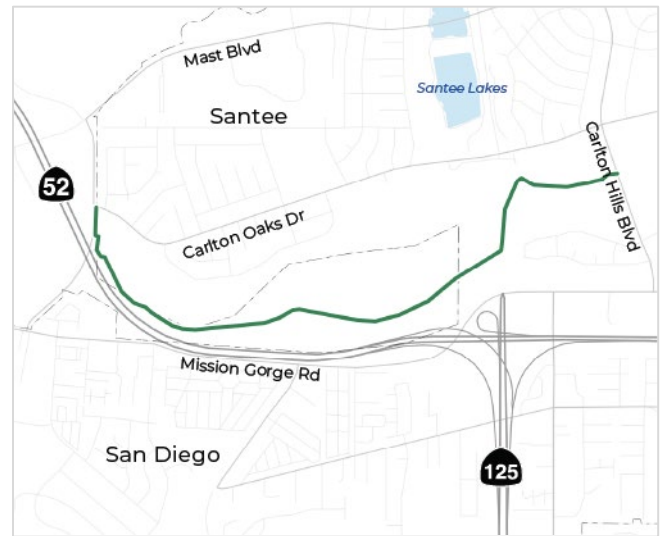 Mast Blvd
Santee Lakes
Santee
Carlton Hills Blvd
52
Carlton Oaks Dr
Mission Gorge Rd
San Diego
125